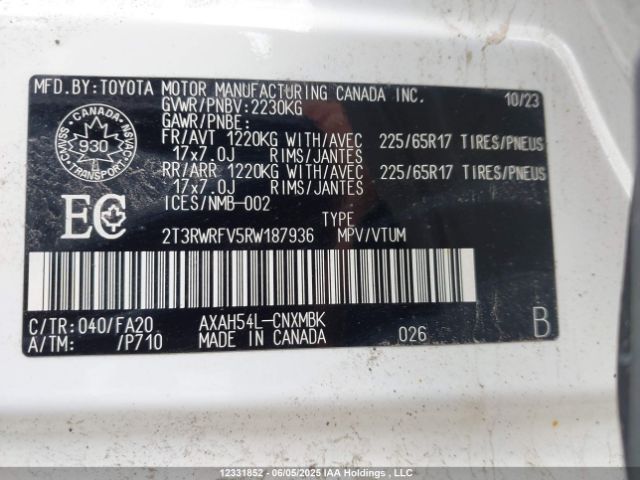 MFD.BY:TOYOTA MOTOR MANUFACTURING CANADA INC.
GVWR/PNBV:2230KG 10/23
GAWR/PNBE:
FR/AVT 1220KG WITH/AVEC 225/65R17 TIRES/PNEUS
17x7.0J RIMS/JANTES
RR/ARR 1220KG WITH/AVEC 225/65R17 TIRES/PNEUS
17x7.0J RIMS/JANTES
ICES/NMB-002
CANADA
930
TRANSPORT
EC
TYPE
2T3RWRFV5RW187936 MPV/VTUM
C/TR:040/FA20 AXAH54L-CNXMBK
A/TM: /P710 MADE IN CANADA 026 B
12331852 - 06/05/2025 IAA Holdings , LLC